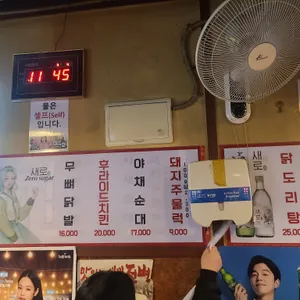 11 45
물은
셀프(Self)
입니다.
새로
Zero sugar
무뼈닭발
16,000
후라이드치킨
20,000
야채순대
17,000
돼지주물럭
9,000
새로
닭도리탕
25,00